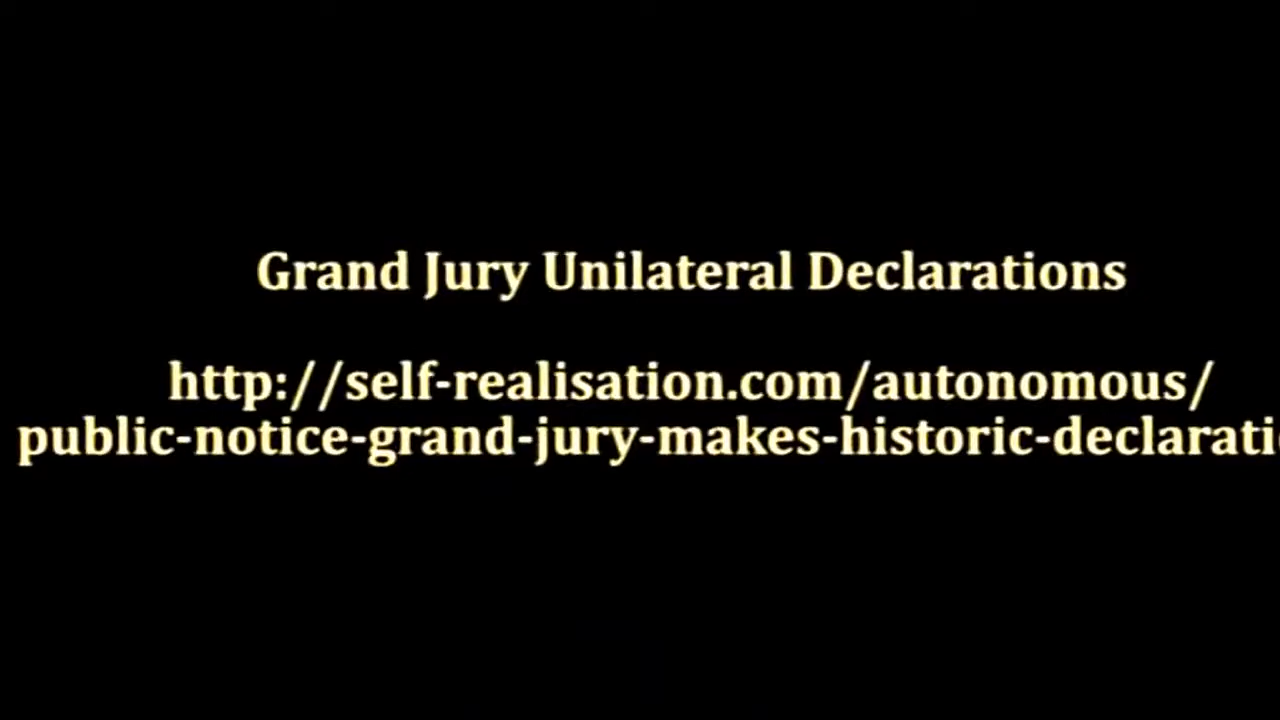 Grand Jury Unilateral Declarations
http://self-realisation.com/autonomous/
public-notice-grand-jury-makes-historic-declarati